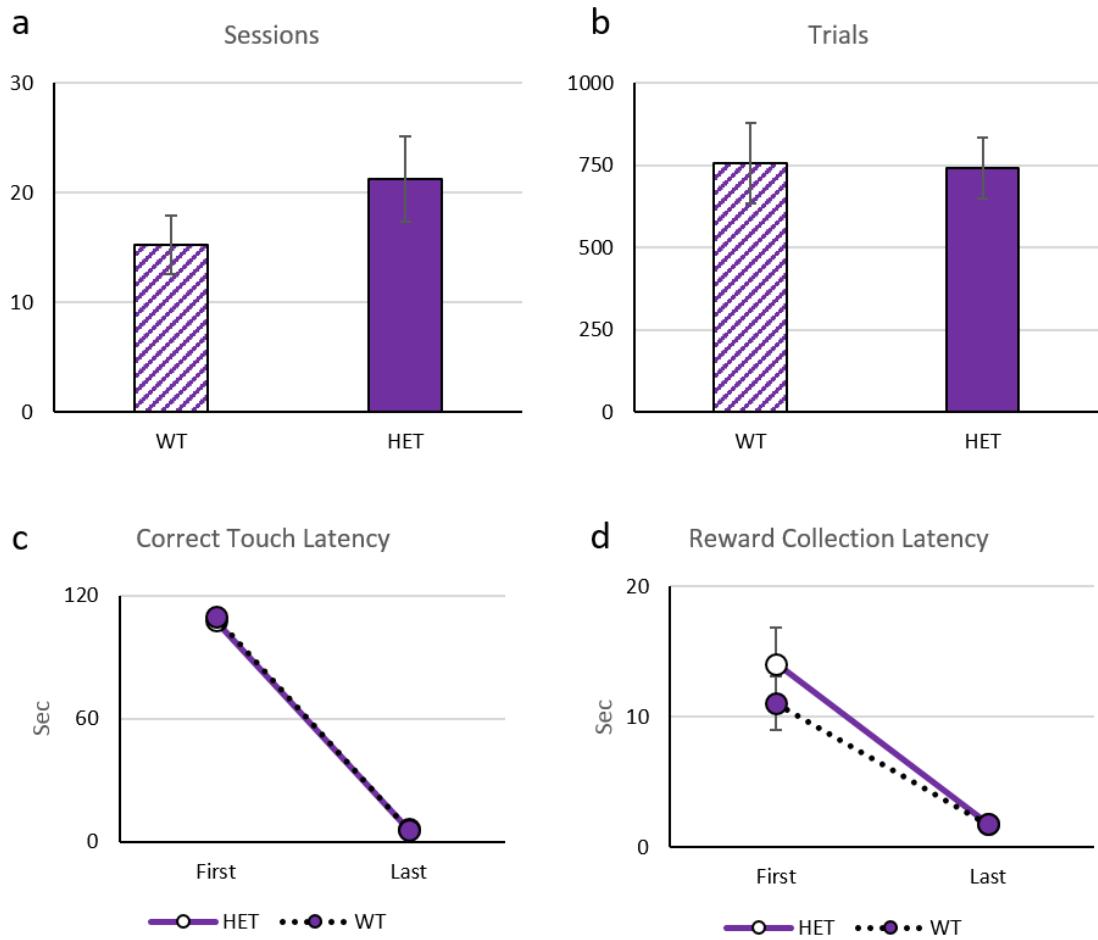 a
Sessions
30
20
10
0
WT
HET
b
Trials
1000
750
500
250
0
WT
HET
c
Correct Touch Latency
120
60
0
Sec
First
Last
HET
WT
d
Reward Collection Latency
20
10
0
Sec
First
Last
HET
WT